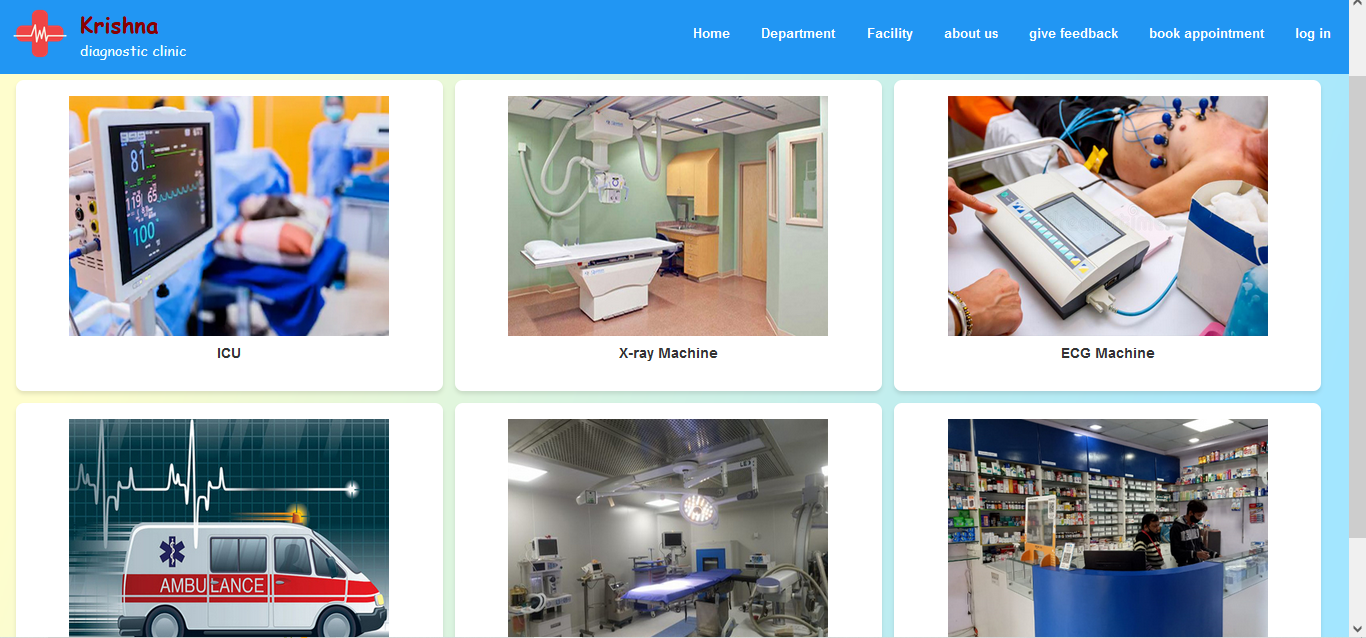 Krishna
diagnostic clinic
Home
Department
Facility
about us
give feedback
book appointment
log in
81
119 65
100
ICU
X-ray Machine
ECG Machine
AMBULANCE